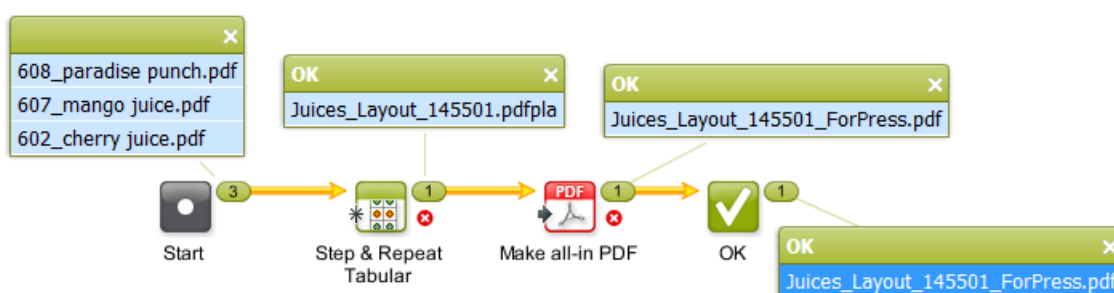 608_paradise punch.pdf
607_mango juice.pdf
602_cherry juice.pdf
OK
Juices_Layout_145501.pdfpla
OK
Juices_Layout_145501_ForPress.pdf
3
1
PDF
1
1
Start
Step & Repeat
Tabular
Make all-in PDF
OK
OK
Juices_Layout_145501_ForPress.pdf